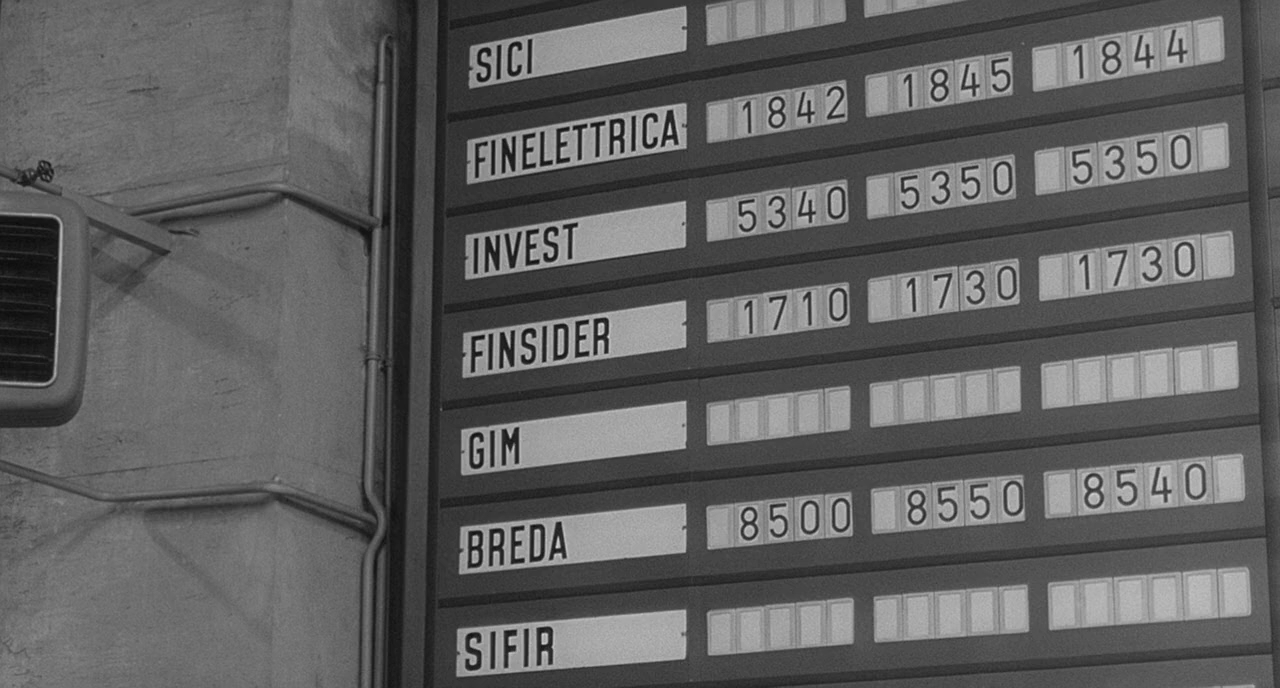 SICI
FINELETTRICA 1842 1845 1844
INVEST 5340 5350 5350
FINSIDER 1710 1730 1730
GIM
BREDA 8500 8550 8540
SIFIR